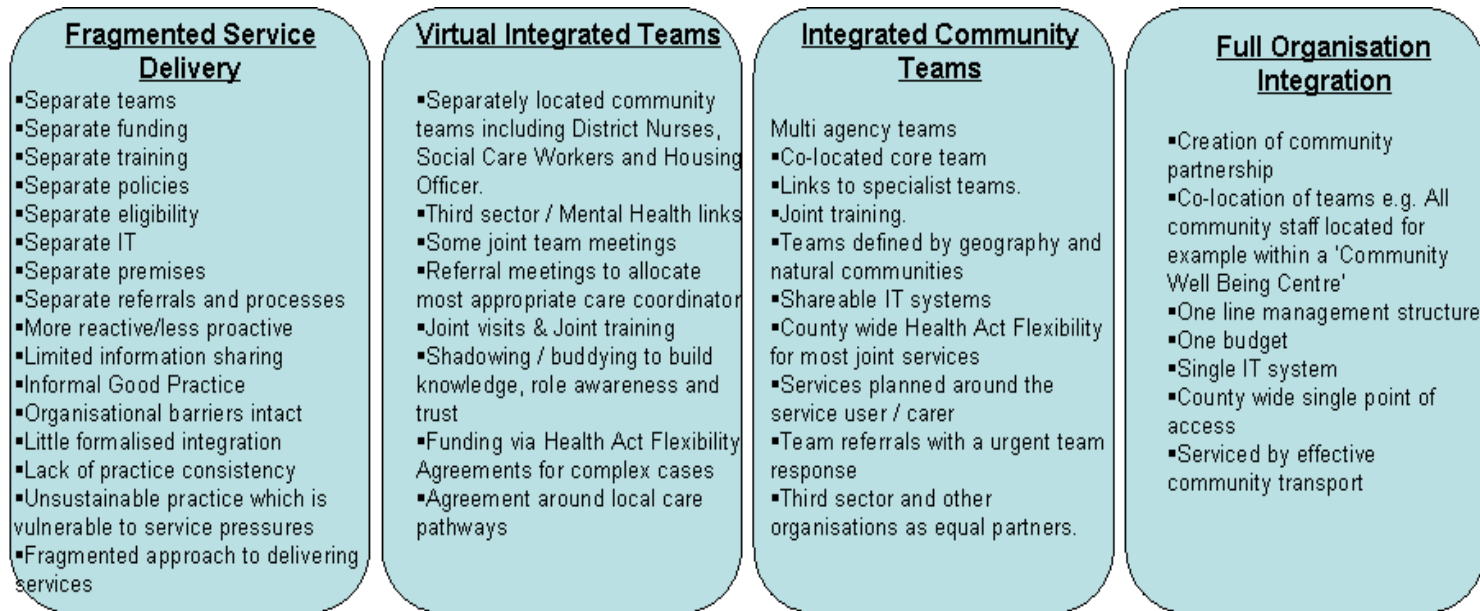 Fragmented Service
Delivery
▪Separate teams
▪Separate funding
▪Separate training
▪Separate policies
▪Separate eligibility
▪Separate IT
▪Separate premises
▪Separate referrals and processes
▪More reactive/less proactive
▪Limited information sharing
▪Informal Good Practice
▪Organisational barriers intact
▪Little formalised integration
▪Lack of practice consistency
▪Unsustainable practice which is
vulnerable to service pressures
▪Fragmented approach to delivering
services
Virtual Integrated Teams
▪Separately located community
teams including District Nurses,
Social Care Workers and Housing
Officer.
▪Third sector / Mental Health links
▪Some joint team meetings
▪Referral meetings to allocate
most appropriate care coordinator
▪Joint visits & Joint training
▪Shadowing / buddying to build
knowledge, role awareness and
trust
▪Funding via Health Act Flexibility
Agreements for complex cases
▪Agreement around local care
pathways
Integrated Community
Teams
Multi agency teams
▪Co-located core team
▪Links to specialist teams.
▪Joint training.
▪Teams defined by geography and
natural communities
▪Shareable IT systems
▪County wide Health Act Flexibility
for most joint services
▪Services planned around the
service user / carer
▪Team referrals with a urgent team
response
▪Third sector and other
organisations as equal partners.
Full Organisation
Integration
▪Creation of community
partnership
▪Co-location of teams e.g. All
community staff located for
example within a 'Community
Well Being Centre'
▪One line management structure
▪One budget
▪Single IT system
▪County wide single point of
access
▪Serviced by effective
community transport